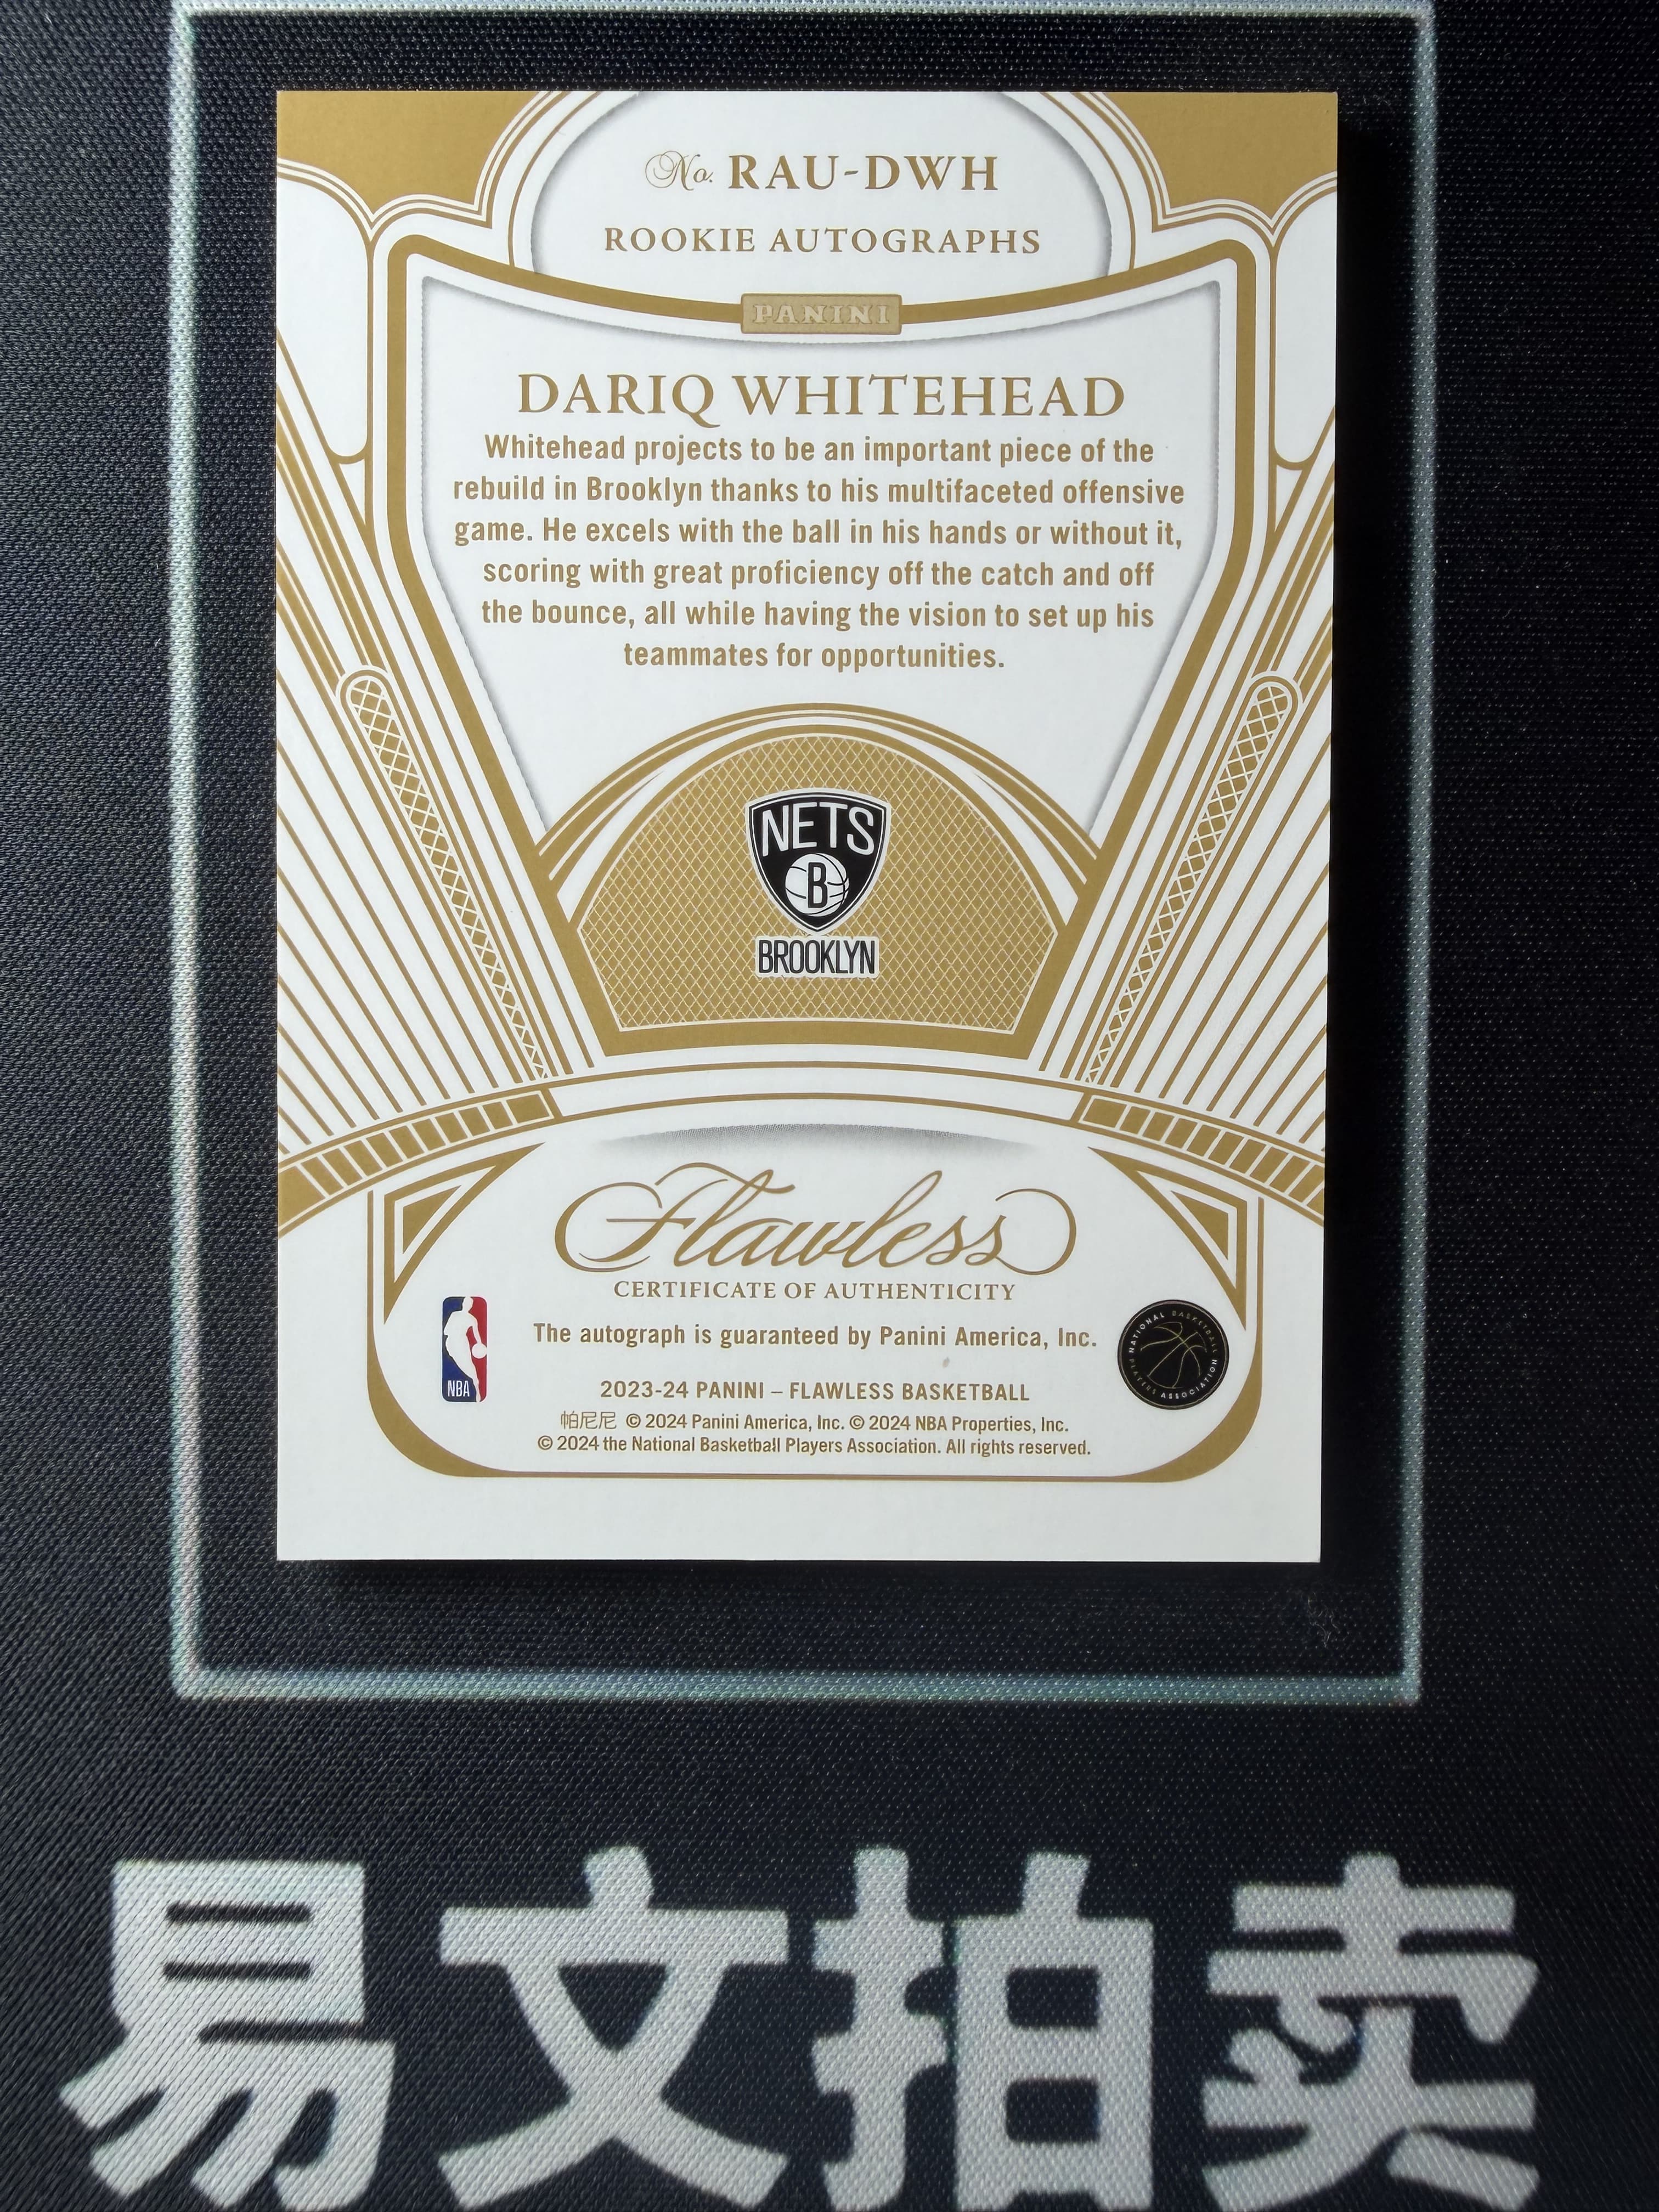 No. RAU-DWH
ROOKIE AUTOGRAPHS
PANINI
DARIQ WHITEHEAD
Whitehead projects to be an important piece of the
rebuild in Brooklyn thanks to his multifaceted offensive
game. He excels with the ball in his hands or without it,
scoring with great proficiency off the catch and off
the bounce, all while having the vision to set up his
teammates for opportunities.
NETS
B
BROOKLYN
Flawless
CERTIFICATE OF AUTHENTICITY
The autograph is guaranteed by Panini America, Inc.
NBA
NATIONAL BASKETBALL PLAYERS ASSOCIATION
2023-24 PANINI – FLAWLESS BASKETBALL
帕尼尼 © 2024 Panini America, Inc. © 2024 NBA Properties, Inc.
© 2024 the National Basketball Players Association. All rights reserved.
易文拍卖